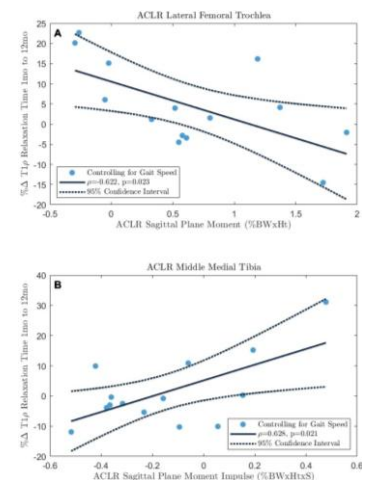 ACLR Lateral Femoral Trochlea
A
25
20
15
10
5
0
-5
-10
-15
-20
%Δ T1ρ Relaxation Time 1mo to 12mo
Controlling for Gait Speed
ρ=-0.622, p=0.023
95% Confidence Interval
-0.5 0 0.5 1 1.5 2
ACLR Sagittal Plane Moment (%BWxHt)
ACLR Middle Medial Tibia
B
40
30
20
10
0
-10
-20
%Δ T1ρ Relaxation Time 1mo to 12mo
Controlling for Gait Speed
ρ=0.628, p=0.021
95% Confidence Interval
-0.6 -0.4 -0.2 0 0.2 0.4 0.6
ACLR Sagittal Plane Moment Impulse (%BWxHtxS)